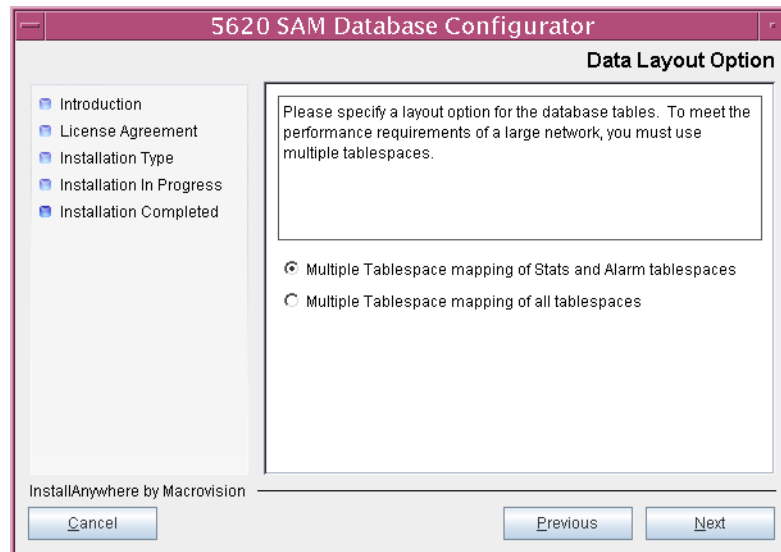 5620 SAM Database Configurator
Data Layout Option
Introduction
License Agreement
Installation Type
Installation In Progress
Installation Completed
Please specify a layout option for the database tables. To meet the
performance requirements of a large network, you must use
multiple tablespaces.
Multiple Tablespace mapping of Stats and Alarm tablespaces
Multiple Tablespace mapping of all tablespaces
InstallAnywhere by Macrovision
Cancel
Previous
Next